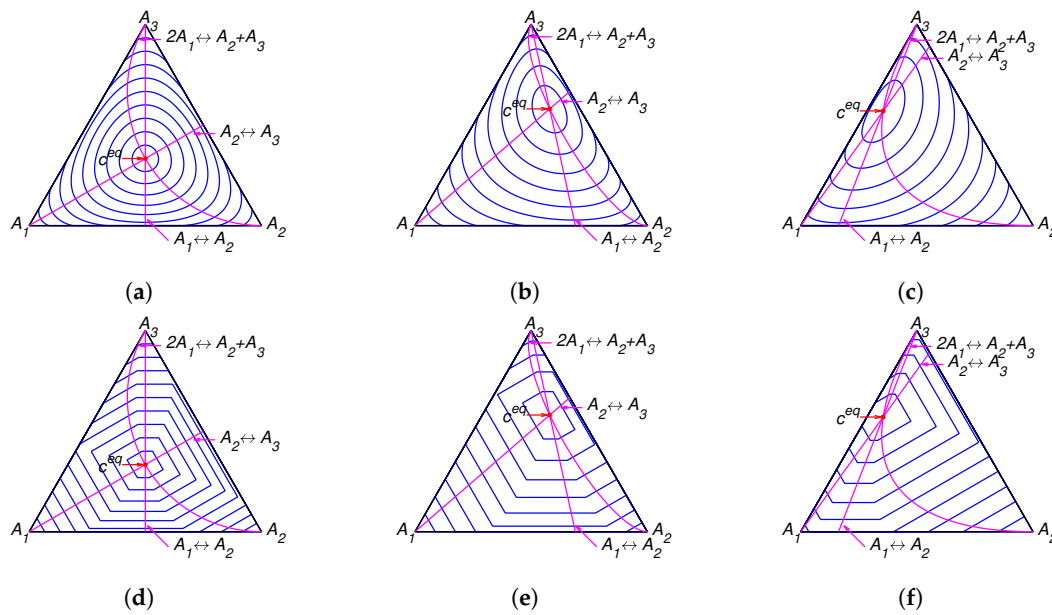 A3
2A1↔A2+A3
A2↔A3
c^eq
A1
A2
A1↔A2
(a)
A3
2A1↔A2+A3
A2↔A3
c^eq
A1
A2
A1↔A2
(b)
A3
2A1↔A2+A3
A2↔A3
c^eq
A1
A2
A1↔A2
(c)
A3
2A1↔A2+A3
A2↔A3
c^eq
A1
A2
A1↔A2
(d)
A3
2A1↔A2+A3
A2↔A3
c^eq
A1
A2
A1↔A2
(e)
A3
2A1↔A2+A3
A2↔A3
c^eq
A1
A2
A1↔A2
(f)